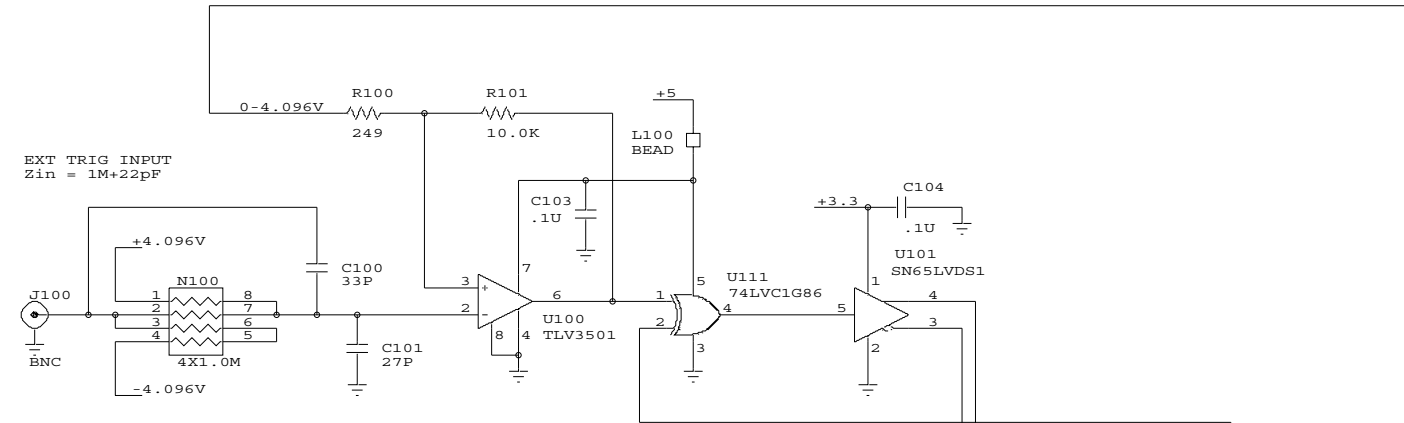 R100
R101
+5
0-4.096V
249
10.0K
L100
BEAD
EXT TRIG INPUT
Zin = 1M+22pF
C103
.1U
C104
+3.3
.1U
+4.096V
U101
SN65LVDS1
C100
33P
7
N100
U111
74LVC1G86
J100
1
8
2
7
3
6
4
5
3
+
2
-
6
U100
TLV3501
8
4
5
1
2
4
3
1
5
4
3
2
BNC
4X1.0M
C101
27P
-4.096V